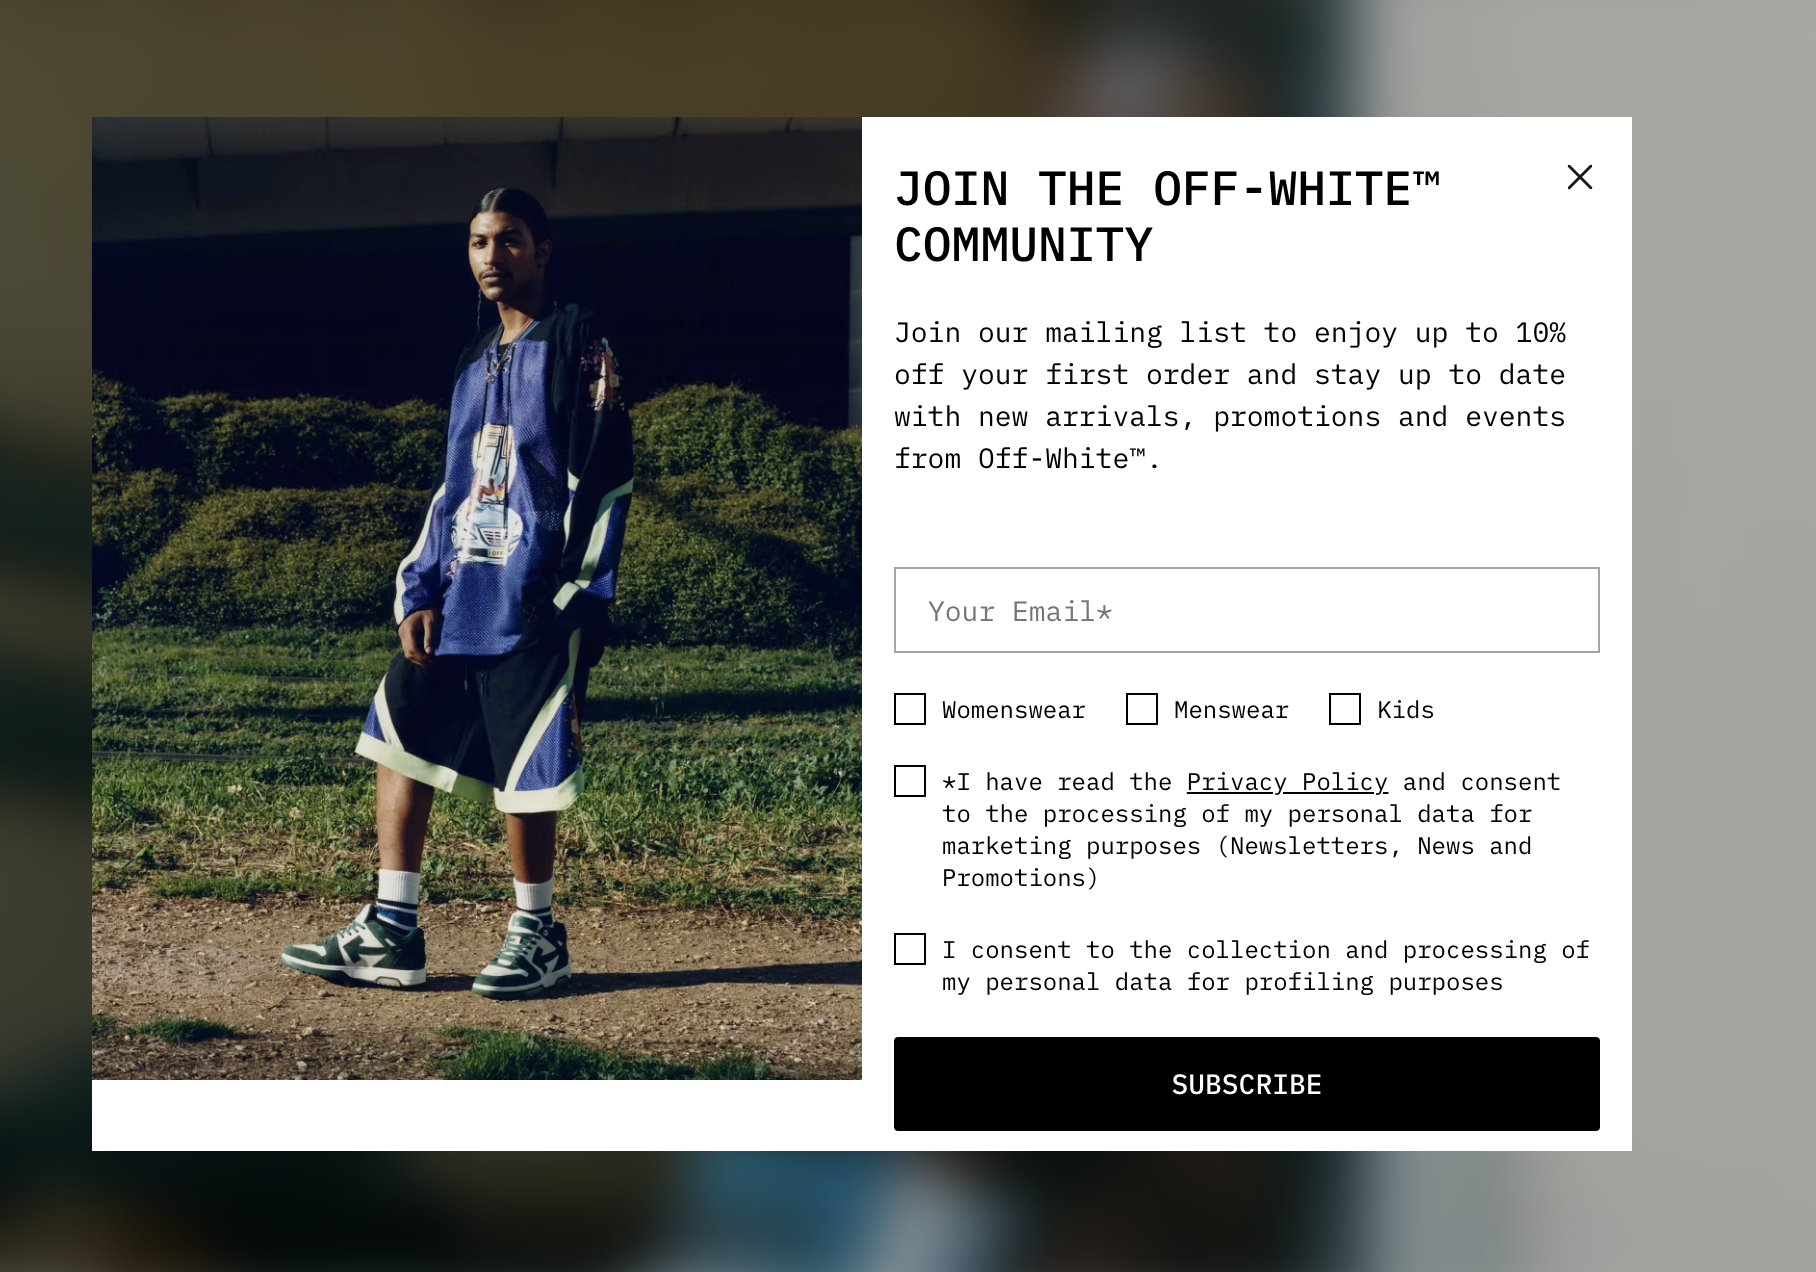 JOIN THE OFF-WHITE™
COMMUNITY
Join our mailing list to enjoy up to 10%
off your first order and stay up to date
with new arrivals, promotions and events
from Off-White™.
Your Email*
Womenswear Menswear Kids
*I have read the Privacy Policy and consent
to the processing of my personal data for
marketing purposes (Newsletters, News and
Promotions)
I consent to the collection and processing of
my personal data for profiling purposes
SUBSCRIBE